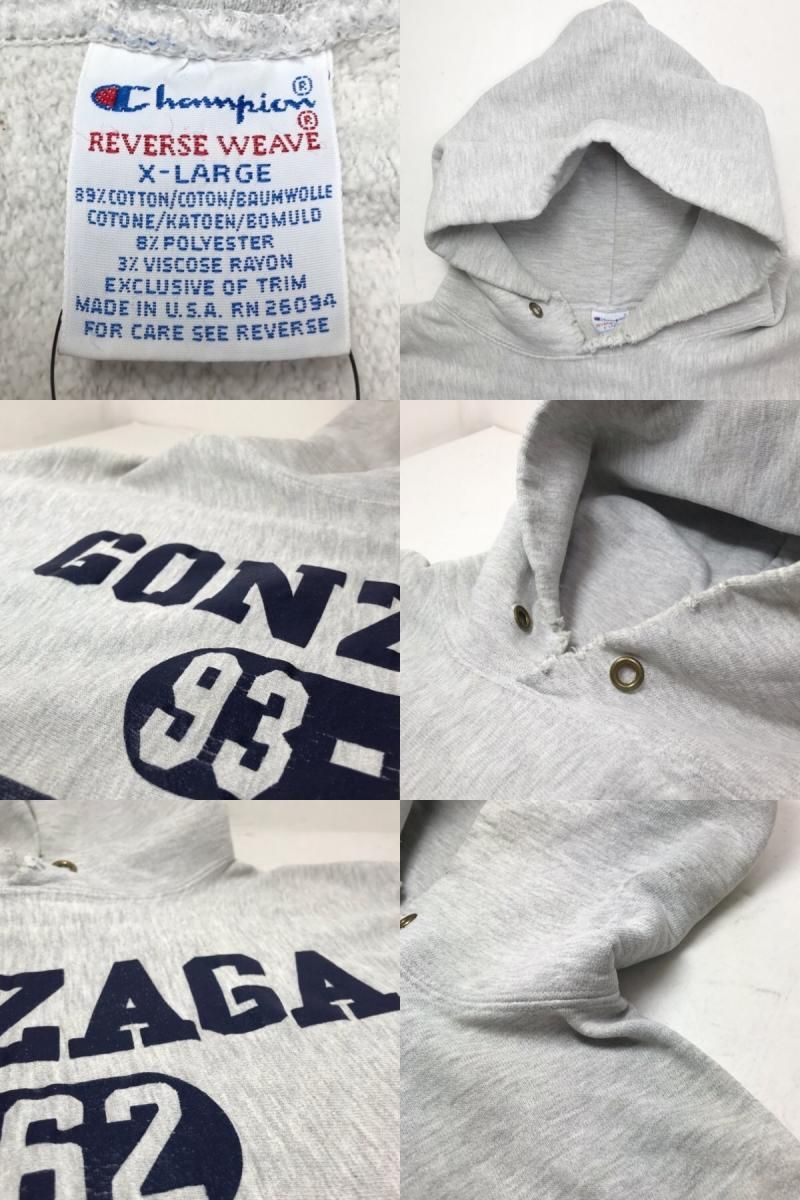 Champion®
REVERSE WEAVE®
X-LARGE
89% COTTON/COTON/BAUMWOLLE
COTONE/KATOEN/BOMULD
8% POLYESTER
3% VISCOSE RAYON
EXCLUSIVE OF TRIM
MADE IN U.S.A. RN 26094
FOR CARE SEE REVERSE
Champion
GONZ
93-
ZAGA
62